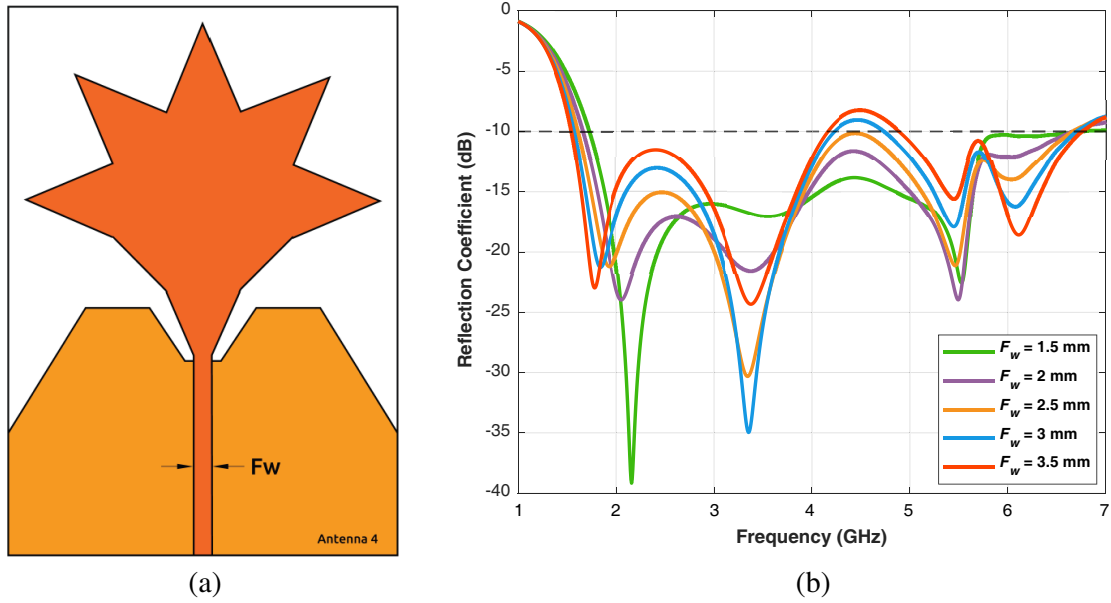 Fw
Antenna 4
(a)
0
-5
-10
-15
-20
-25
-30
-35
-40
Reflection Coefficient (dB)
1 2 3 4 5 6 7
Frequency (GHz)
F_w = 1.5 mm
F_w = 2 mm
F_w = 2.5 mm
F_w = 3 mm
F_w = 3.5 mm
(b)